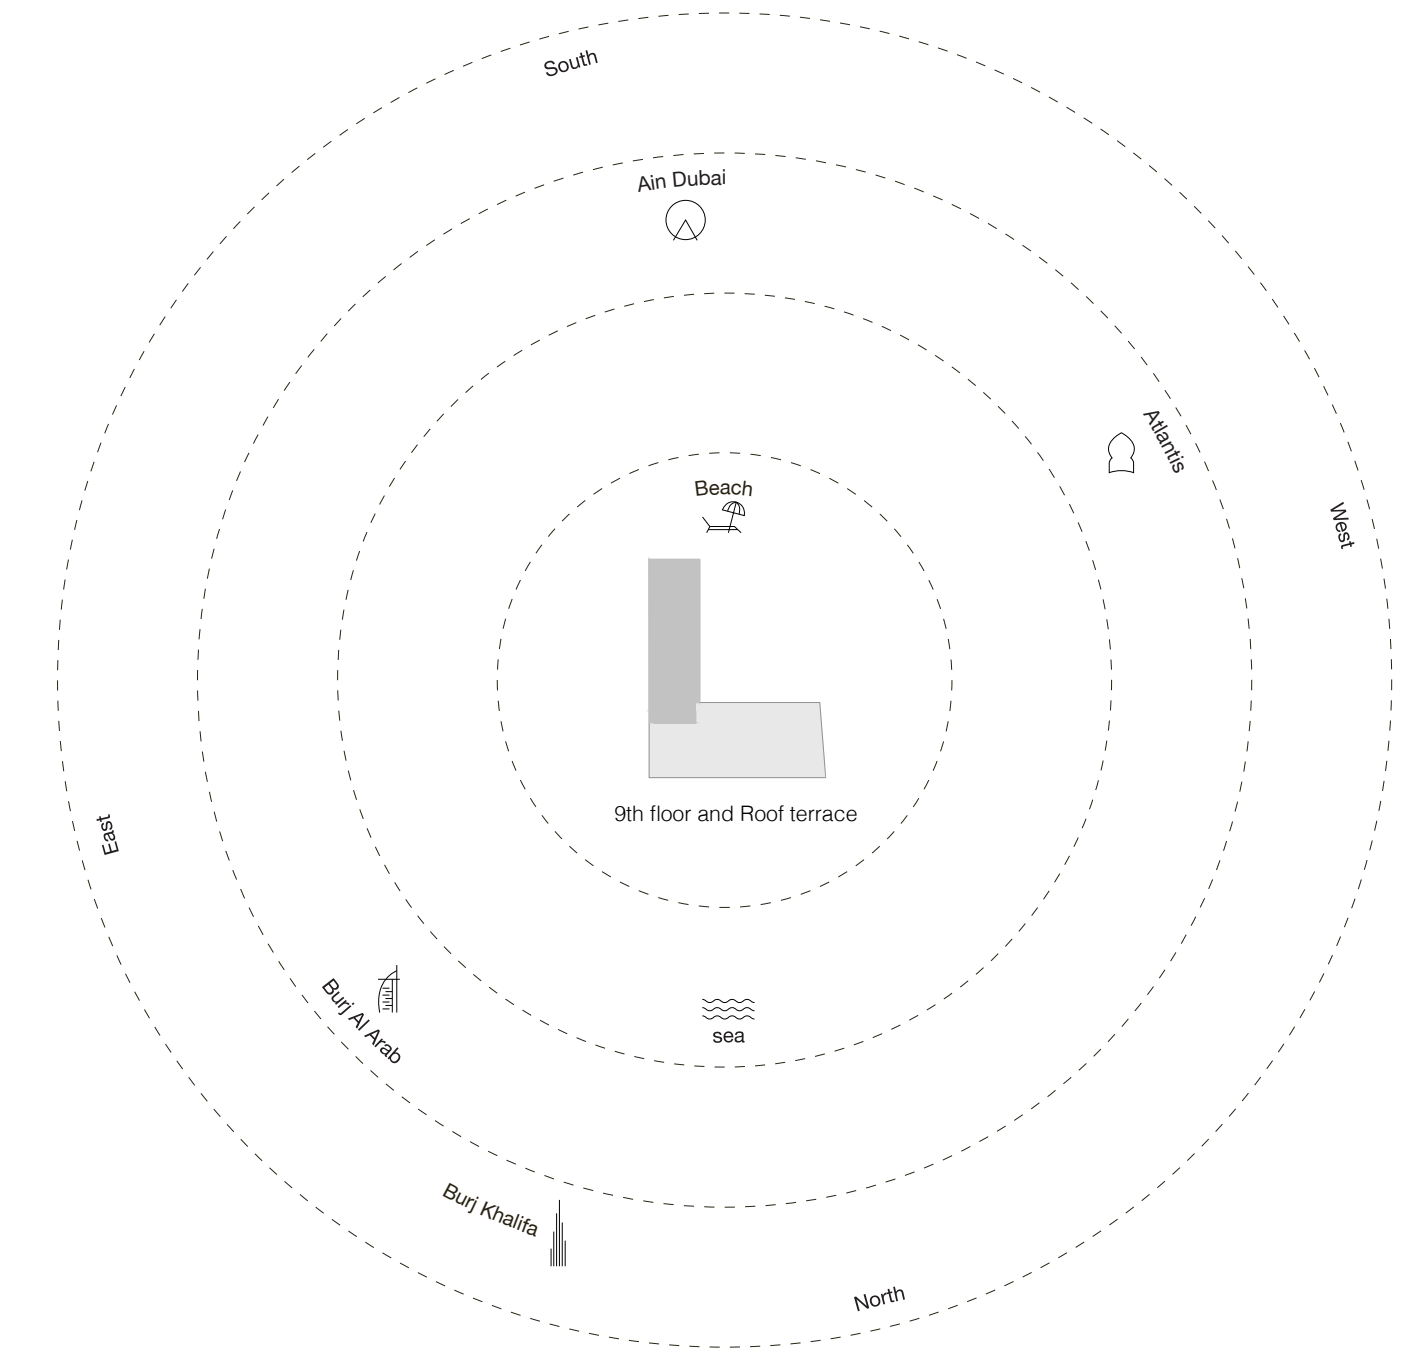 South
Ain Dubai
Atlantis
Beach
West
9th floor and Roof terrace
East
Burj Al Arab
sea
Burj Khalifa
North